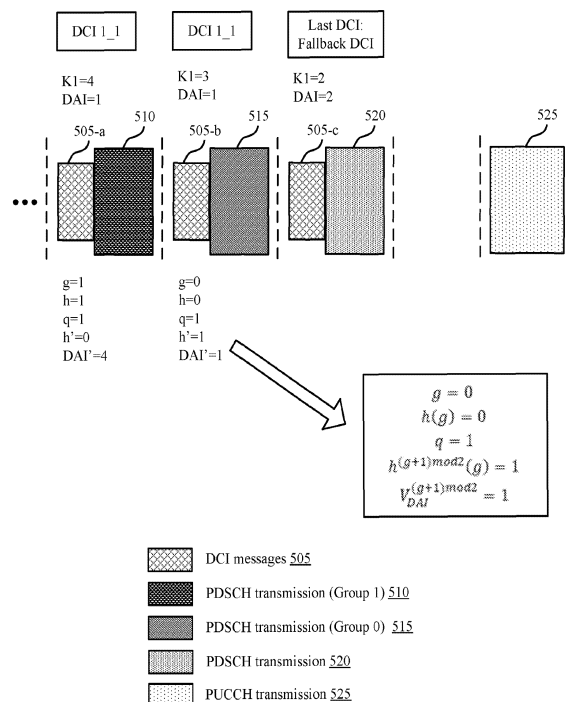 DCI 1_1
DCI 1_1
Last DCI:
Fallback DCI
K1=4
DAI=1
K1=3
DAI=1
K1=2
DAI=2
505-a
510
505-b
515
505-c
520
525
g=1
h=1
q=1
h'=0
DAI'=4
g=0
h=0
q=1
h'=1
DAI'=1
g = 0
h(g) = 0
q = 1
h^{(g+1)mod2}(g) = 1
V_{DAI}^{(g+1)mod2} = 1
DCI messages 505
PDSCH transmission (Group 1) 510
PDSCH transmission (Group 0) 515
PDSCH transmission 520
PUCCH transmission 525